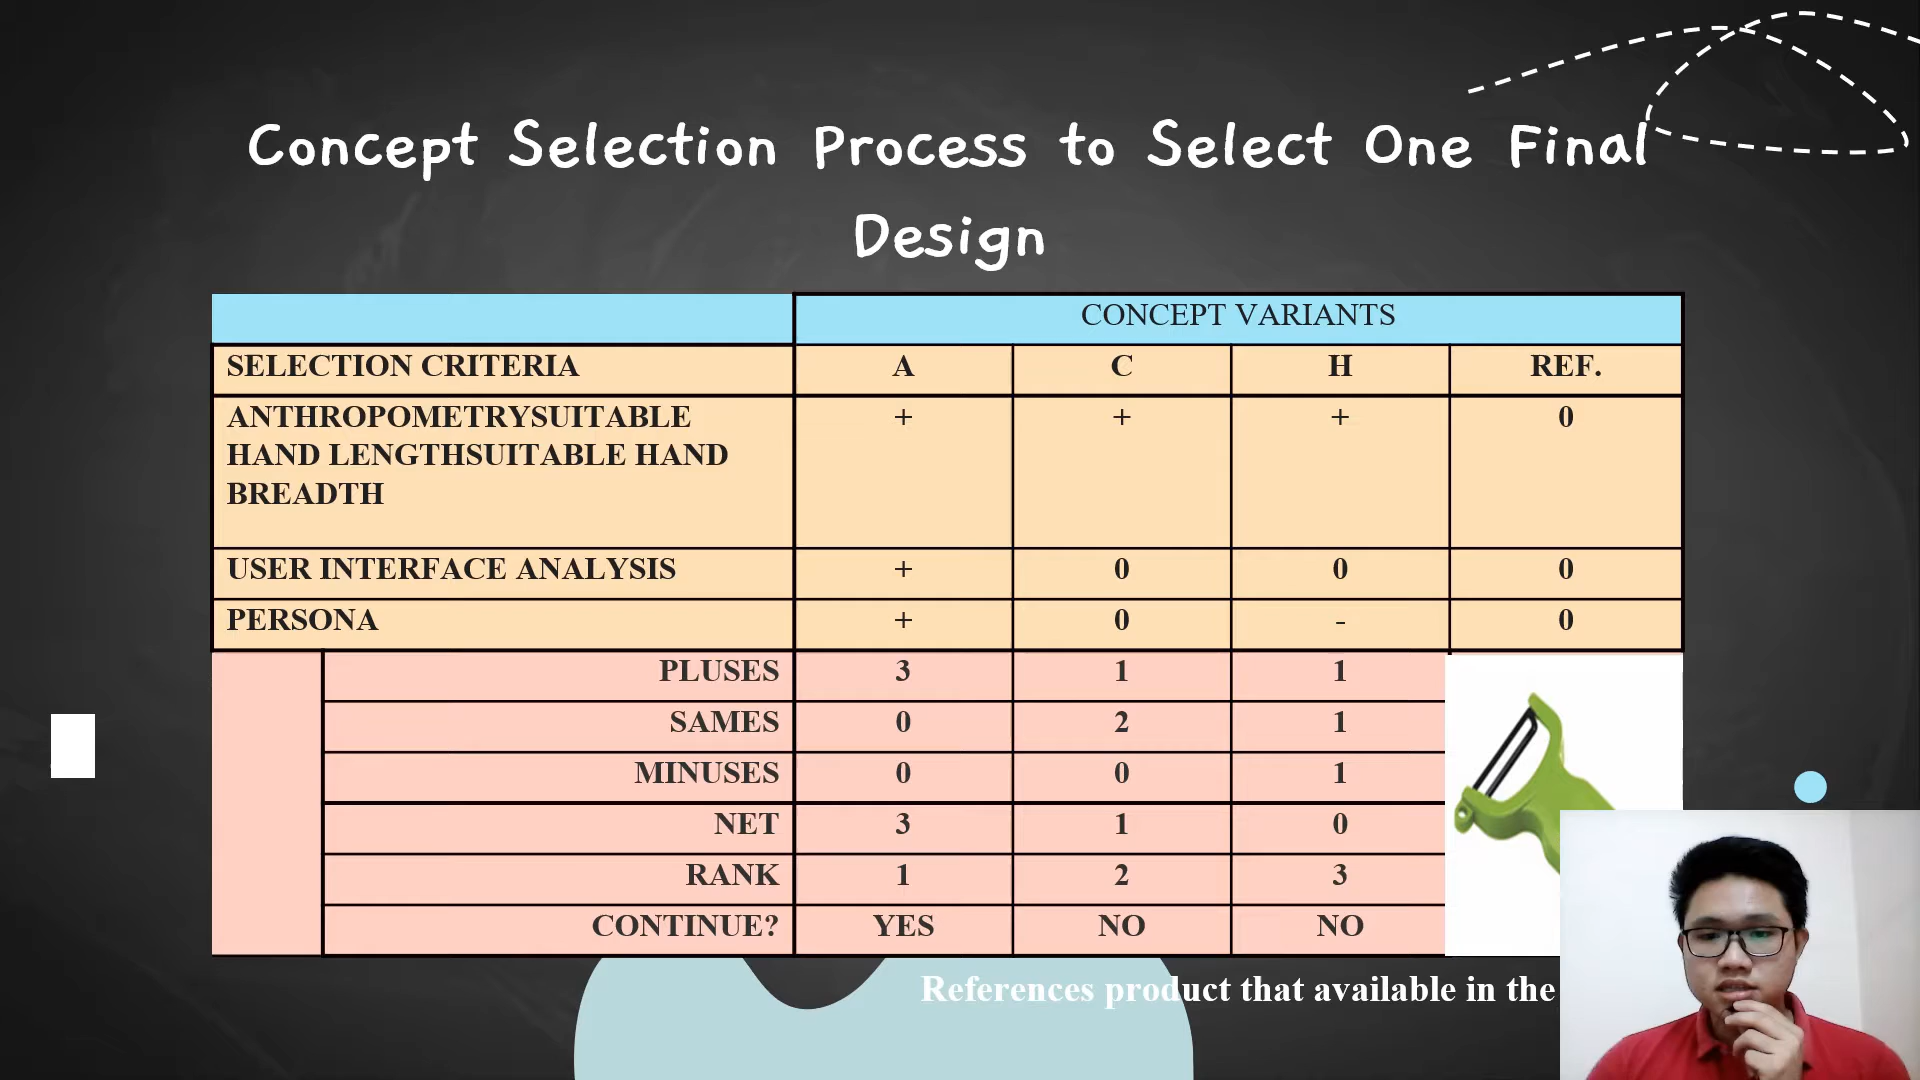 Concept Selection Process to Select One Final
Design
CONCEPT VARIANTS
SELECTION CRITERIA A C H REF.
ANTHROPOMETRYSUITABLE + + + 0
HAND LENGTHSUITABLE HAND
BREADTH
USER INTERFACE ANALYSIS + 0 0 0
PERSONA + 0 - 0
PLUSES 3 1 1
SAMES 0 2 1
MINUSES 0 0 1
NET 3 1 0
RANK 1 2 3
CONTINUE? YES NO NO
References product that available in the